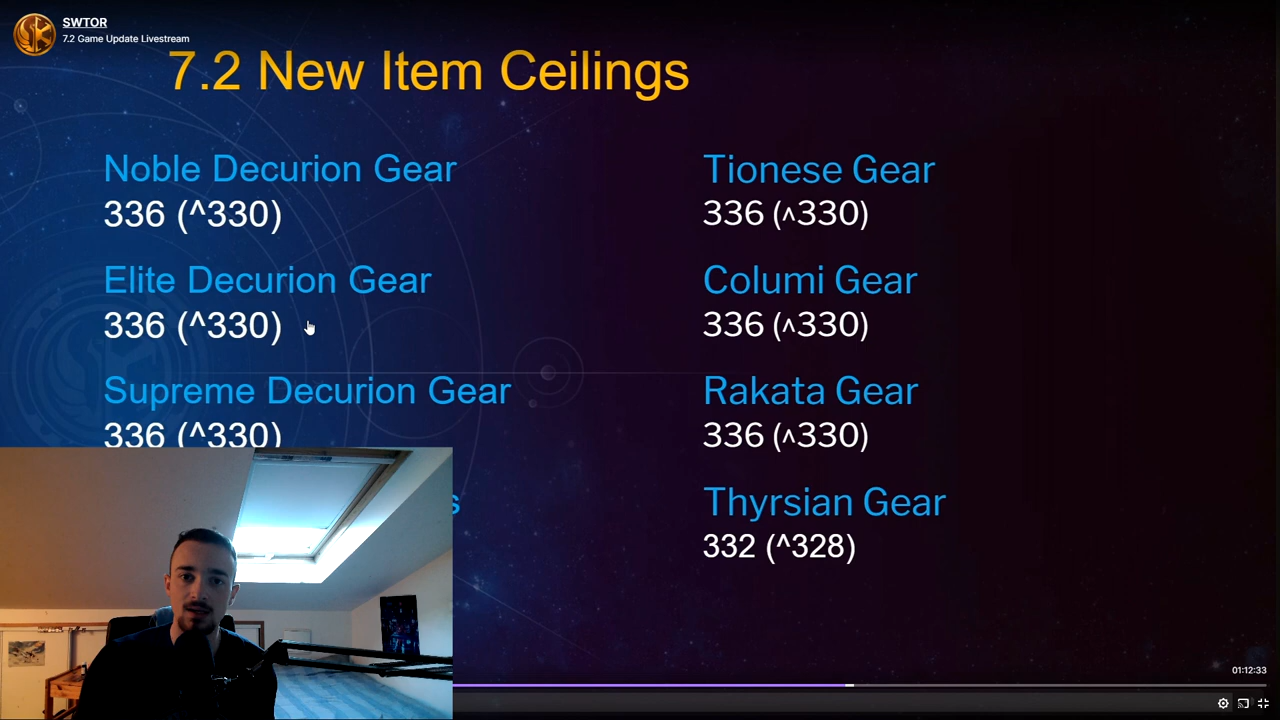 SWTOR
7.2 Game Update Livestream
7.2 New Item Ceilings
Noble Decurion Gear
336 (^330)
Elite Decurion Gear
336 (^330)
Supreme Decurion Gear
336 (^330)
Tionese Gear
336 (^330)
Columi Gear
336 (^330)
Rakata Gear
336 (^330)
Thyrsian Gear
332 (^328)
01:12:33